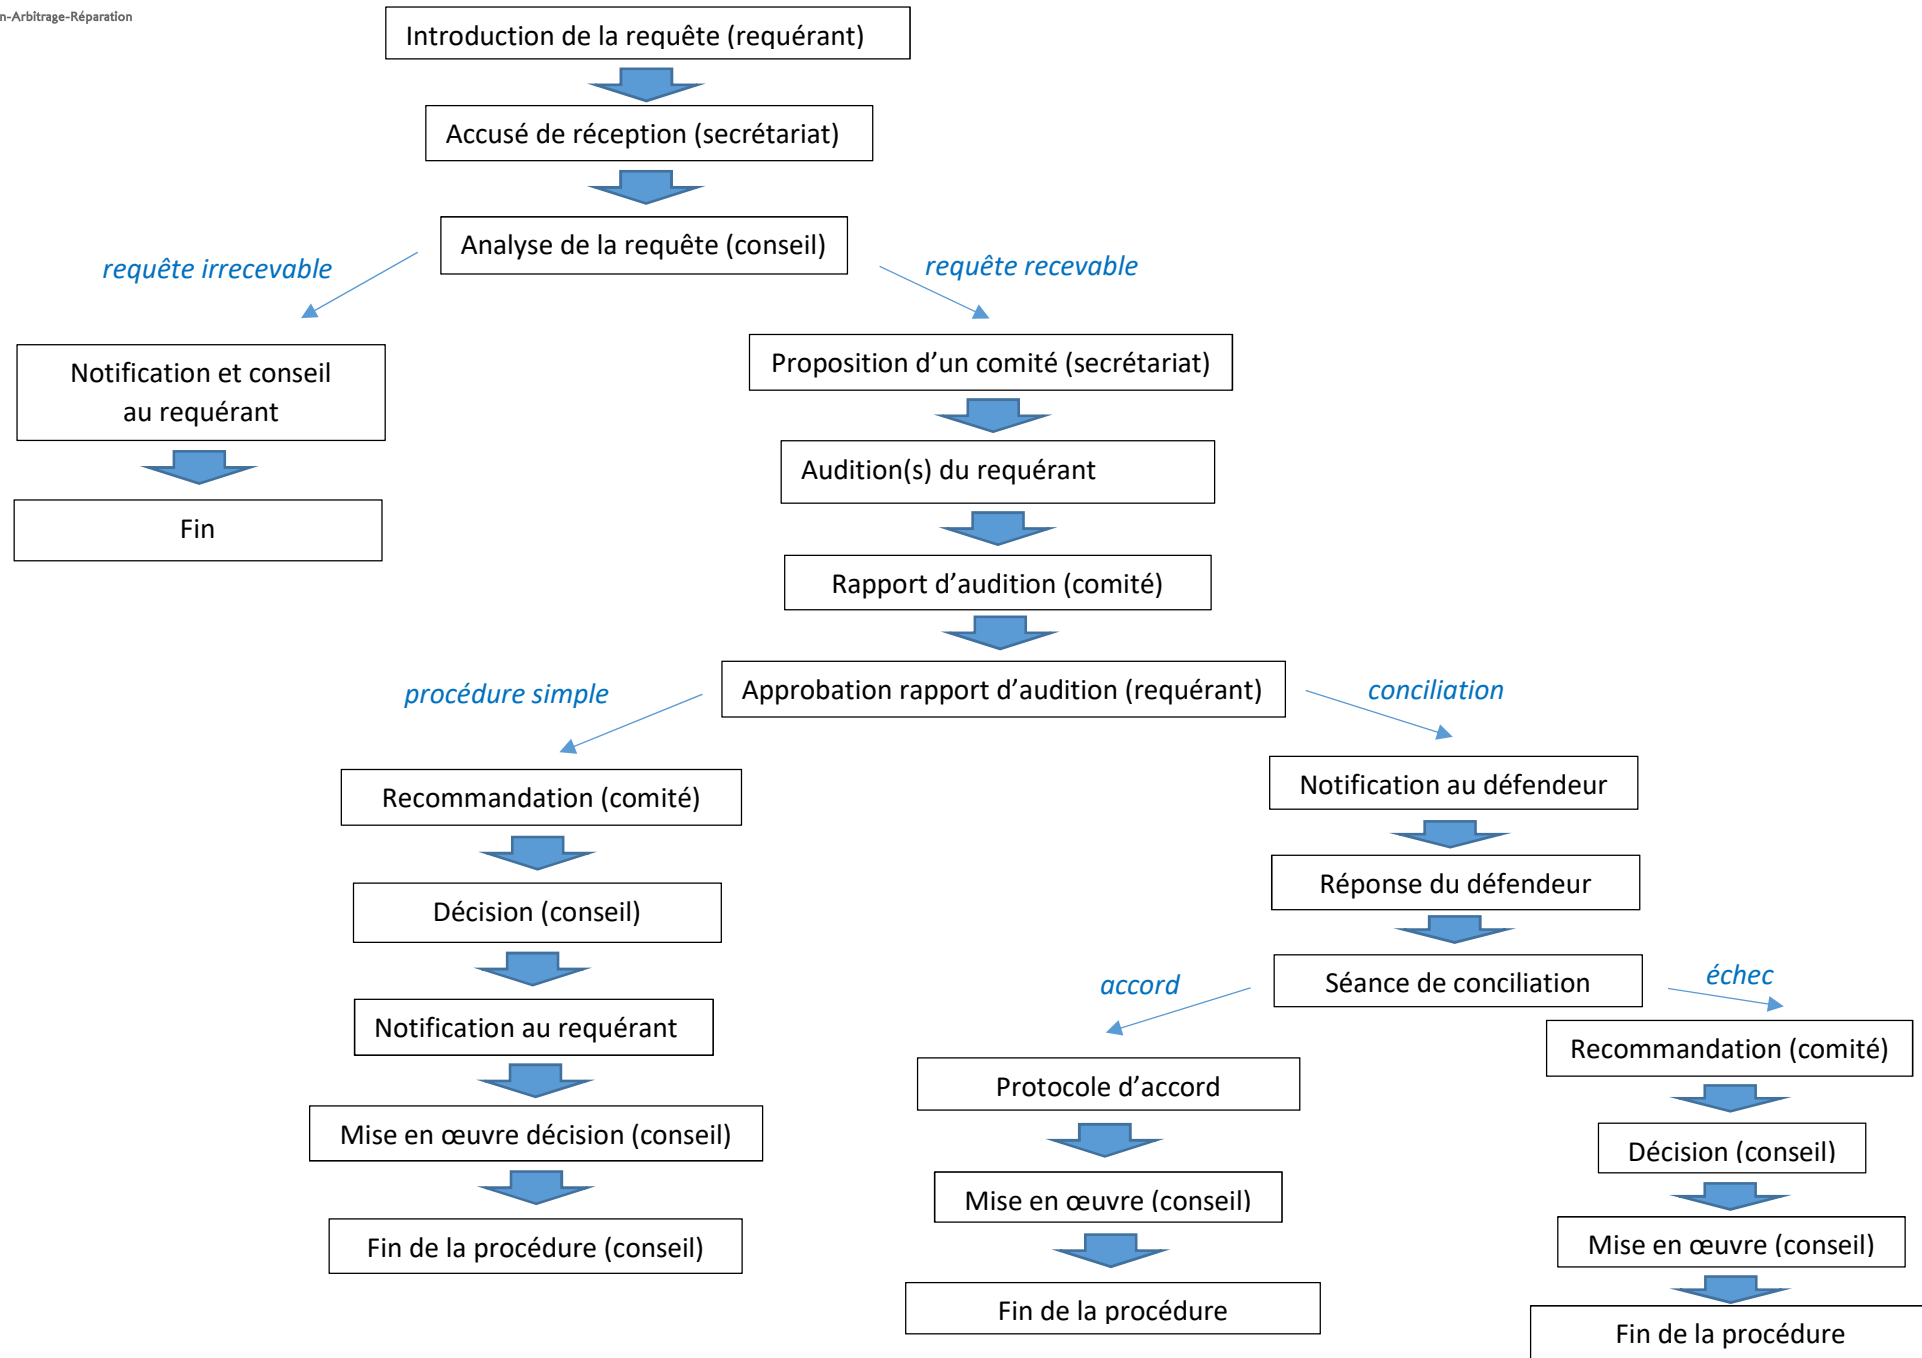 n-Arbitrage-Réparation
Introduction de la requête (requérant)
Accusé de réception (secrétariat)
Analyse de la requête (conseil)
requête irrecevable
requête recevable
Notification et conseil
au requérant
Fin
Proposition d’un comité (secrétariat)
Audition(s) du requérant
Rapport d’audition (comité)
Approbation rapport d’audition (requérant)
procédure simple
conciliation
Recommandation (comité)
Décision (conseil)
Notification au requérant
Mise en œuvre décision (conseil)
Fin de la procédure (conseil)
Notification au défendeur
Réponse du défendeur
Séance de conciliation
accord
échec
Protocole d’accord
Mise en œuvre (conseil)
Fin de la procédure
Recommandation (comité)
Décision (conseil)
Mise en œuvre (conseil)
Fin de la procédure